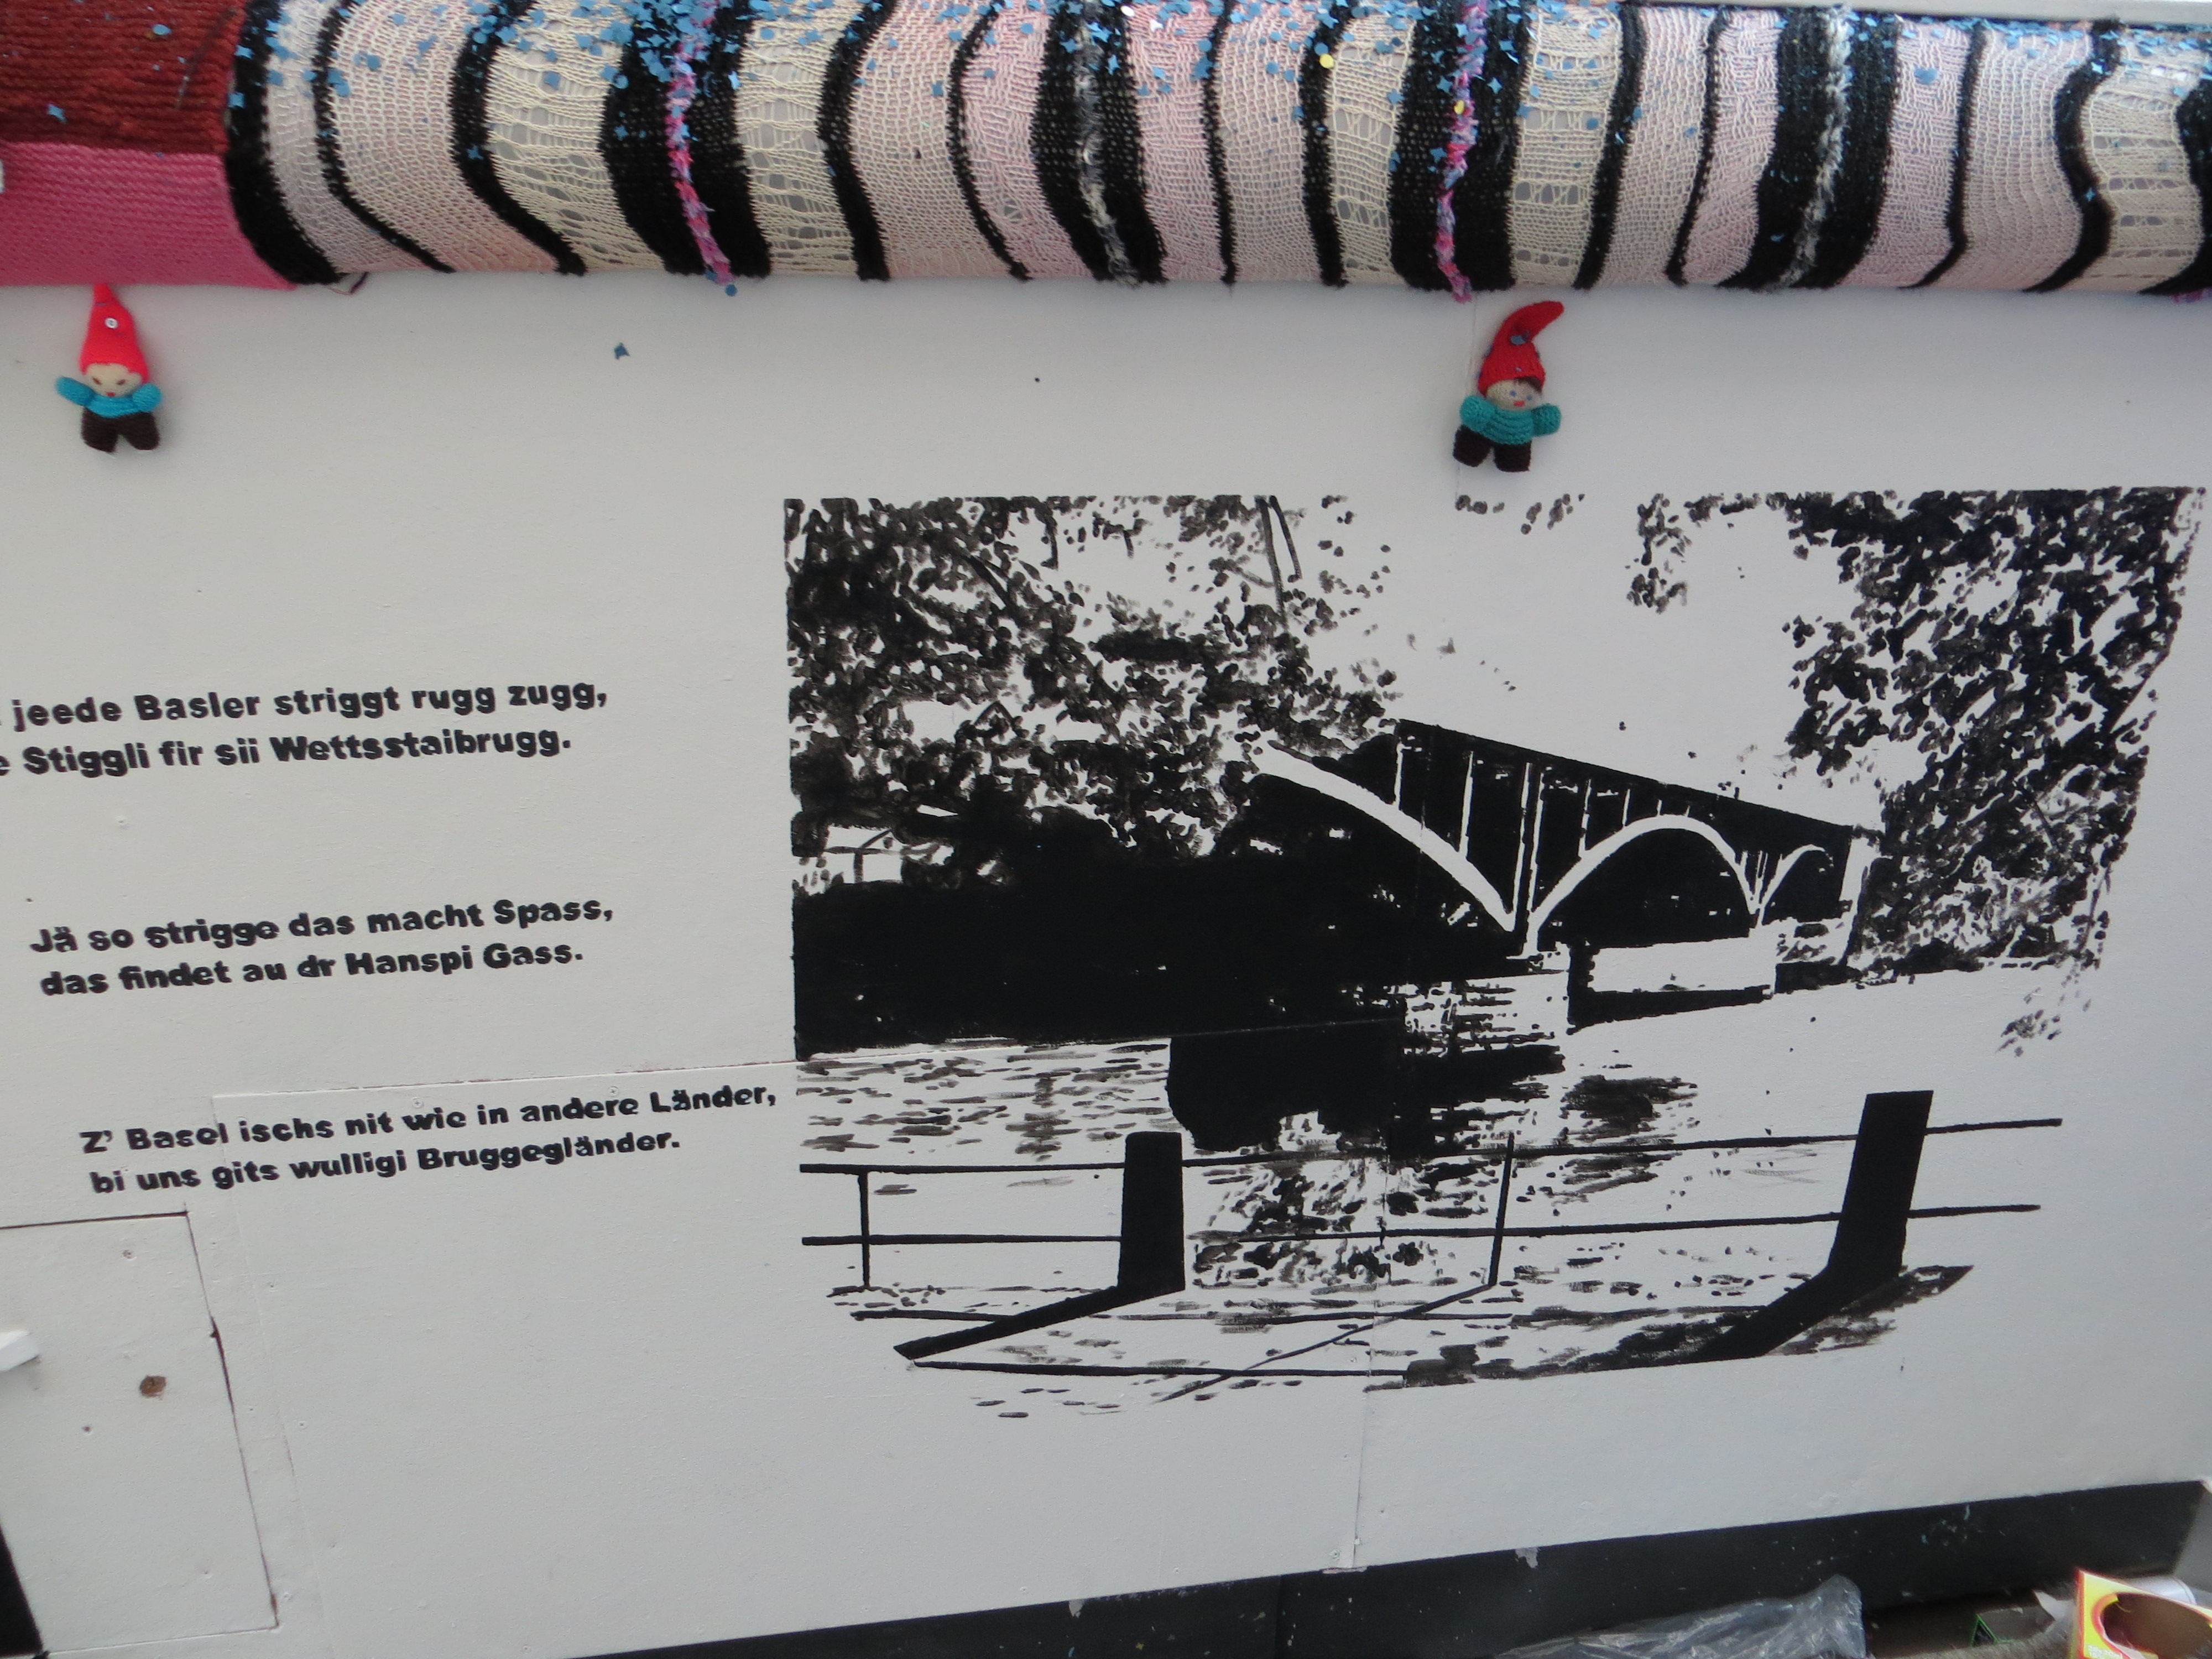 jeede Basler striggt rugg zugg,
Stiggli fir sii Wettsstaibrugg.
Jä so strigge das macht Spass,
das findet au dr Hanspi Gass.
Z' Basel ischs nit wie in andere Länder,
bi uns gits wulligi Bruggegländer.